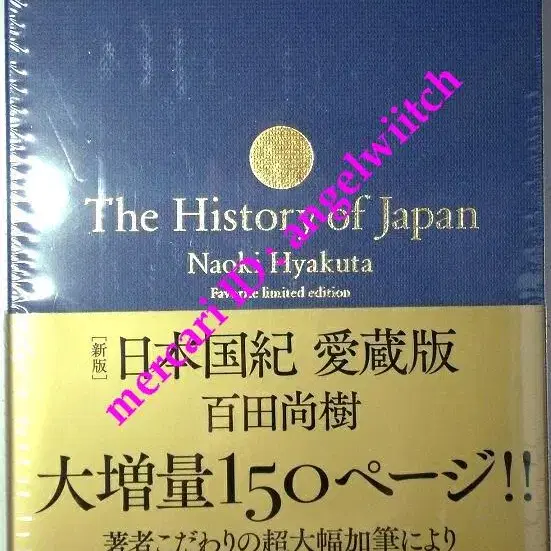 The History of Japan
Naoki Hyakuta
Favorite limited edition
[新版]
日本国紀 愛蔵版
百田尚樹
大増量150ページ!!
著者こだわりの超大幅加筆により
mercari ID : angelwiitch